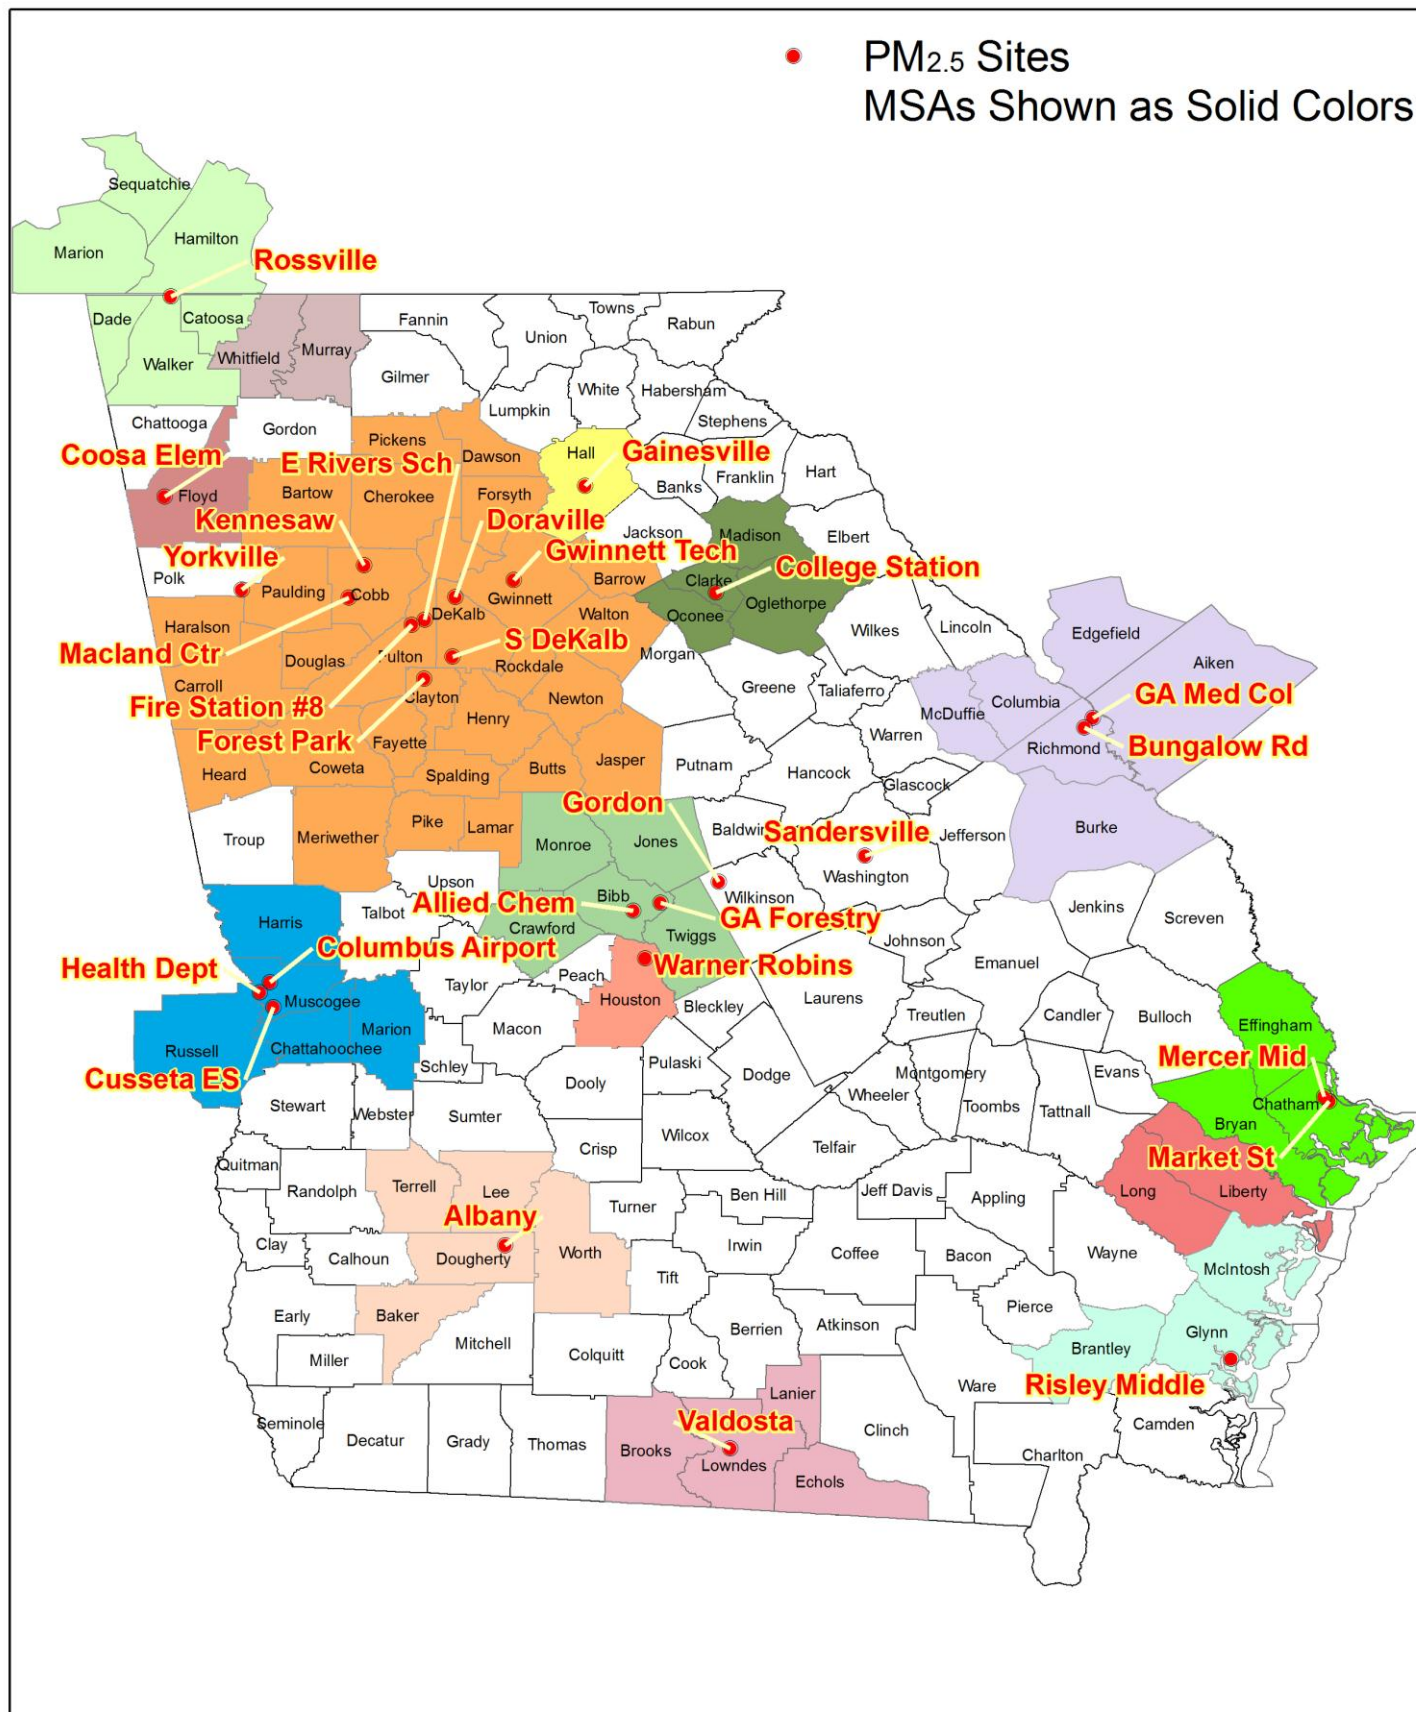 PM2.5 Sites
MSAs Shown as Solid Colors
Sequatchie
Marion
Hamilton
Rossville
Dade
Catoosa
Walker
Whitfield
Murray
Fannin
Union
Towns
Rabun
Gilmer
White
Habersham
Lumpkin
Stephens
Chattooga
Gordon
Pickens
Dawson
Hall
Gainesville
Banks
Franklin
Hart
Coosa Elem
E Rivers Sch
Floyd
Bartow
Cherokee
Forsyth
Kennesaw
Doraville
Jackson
Madison
Elbert
Yorkville
Gwinnett Tech
Polk
Paulding
Cobb
Gwinnett
Barrow
Clarke
College Station
Haralson
DeKalb
Walton
Oconee
Oglethorpe
Wilkes
Lincoln
Edgefield
Macland Ctr
Douglas
Fulton
S DeKalb
Rockdale
Morgan
Aiken
Carroll
Clayton
Newton
Greene
Taliaferro
Columbia
GA Med Col
Fire Station #8
Henry
McDuffie
Forest Park
Fayette
Warren
Richmond
Bungalow Rd
Heard
Coweta
Spalding
Butts
Jasper
Putnam
Hancock
Glascock
Gordon
Troup
Meriwether
Pike
Lamar
Monroe
Jones
Baldwin
Sandersville
Jefferson
Burke
Upson
Washington
Allied Chem
Bibb
Wilkinson
Harris
Talbot
Crawford
GA Forestry
Jenkins
Screven
Columbus Airport
Twiggs
Johnson
Health Dept
Peach
Warner Robins
Emanuel
Muscogee
Taylor
Houston
Bleckley
Laurens
Treutlen
Candler
Bulloch
Effingham
Russell
Marion
Chattahoochee
Macon
Schley
Pulaski
Dodge
Montgomery
Evans
Mercer Mid
Cusseta ES
Dooly
Wheeler
Stewart
Webster
Sumter
Toombs
Tattnall
Chatham
Wilcox
Telfair
Bryan
Crisp
Quitman
Randolph
Terrell
Lee
Turner
Ben Hill
Jeff Davis
Appling
Market St
Long
Liberty
Albany
Clay
Calhoun
Dougherty
Worth
Irwin
Coffee
Bacon
Wayne
McIntosh
Tift
Early
Baker
Mitchell
Berrien
Atkinson
Pierce
Glynn
Miller
Colquitt
Cook
Brantley
Lanier
Ware
Risley Middle
Seminole
Decatur
Grady
Thomas
Brooks
Valdosta
Lowndes
Echols
Clinch
Charlton
Camden